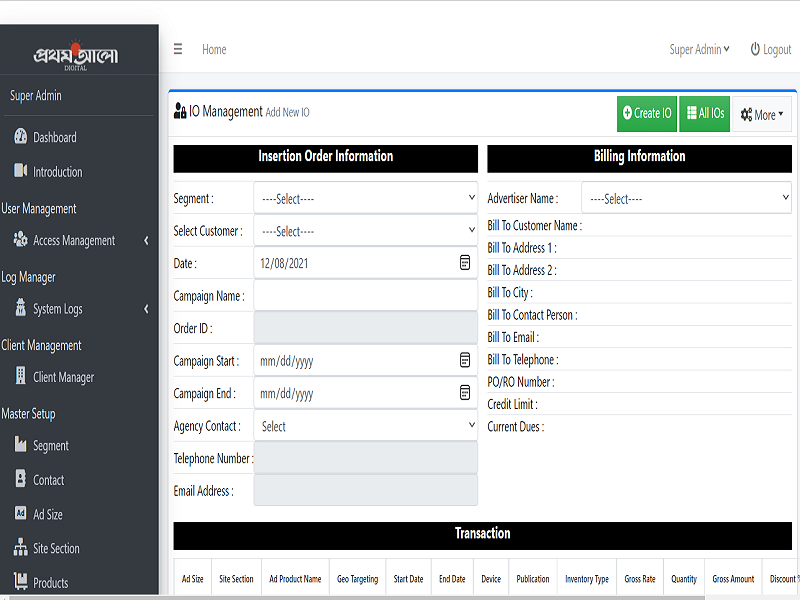 প্রথম আলো
DIGITAL
Home
Super Admin
Logout
Super Admin
Dashboard
Introduction
User Management
Access Management
Log Manager
System Logs
Client Management
Client Manager
Master Setup
Segment
Contact
Ad Size
Site Section
Products
IO Management Add New IO
Create IO
All IOs
More
Insertion Order Information
Segment :
----Select----
Select Customer :
----Select----
Date :
12/08/2021
Campaign Name :
Order ID :
Campaign Start :
mm/dd/yyyy
Campaign End :
mm/dd/yyyy
Agency Contact :
Select
Telephone Number :
Email Address :
Billing Information
Advertiser Name :
----Select----
Bill To Customer Name :
Bill To Address 1 :
Bill To Address 2 :
Bill To City :
Bill To Contact Person :
Bill To Email :
Bill To Telephone :
PO/RO Number :
Credit Limit :
Current Dues :
Transaction
Ad Size
Site Section
Ad Product Name
Geo Targeting
Start Date
End Date
Device
Publication
Inventory Type
Gross Rate
Quantity
Gross Amount
Discount %